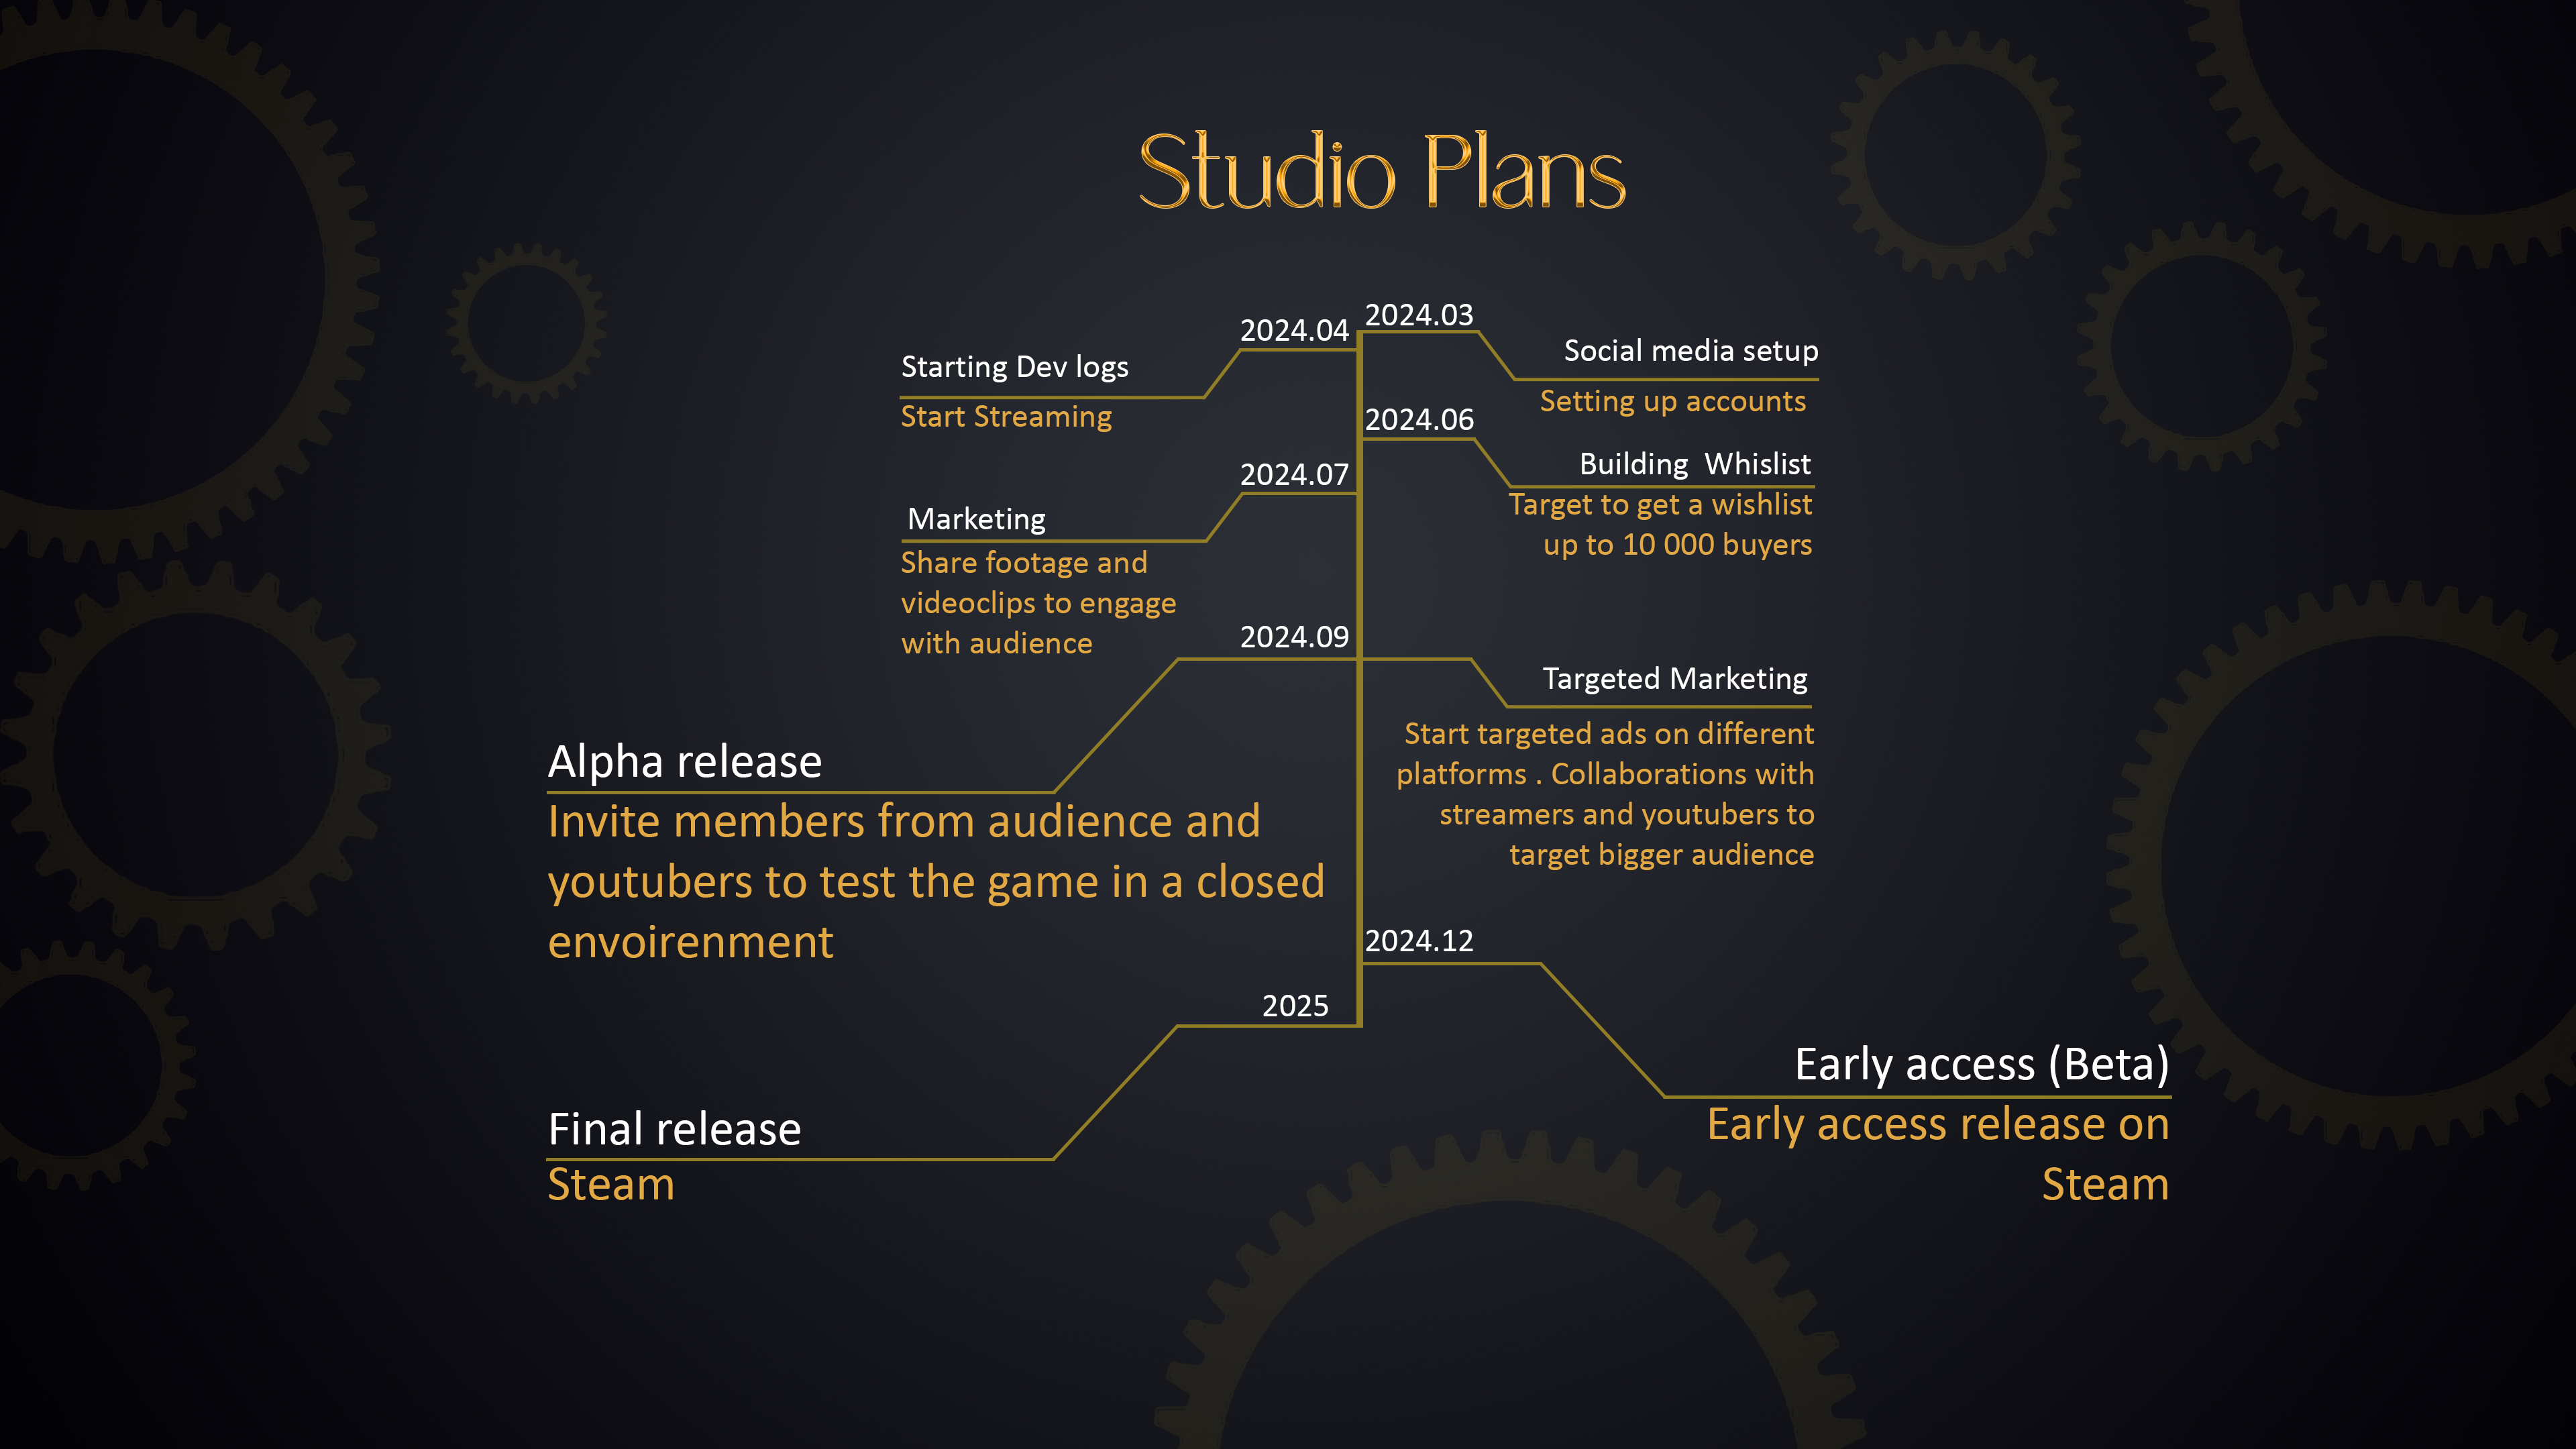 Studio Plans
2024.03
Social media setup
Setting up accounts
2024.04
Starting Dev logs
Start Streaming
2024.06
Building  Whislist
Target to get a wishlist
up to 10 000 buyers
2024.07
Marketing
Share footage and
videoclips to engage
with audience
2024.09
Alpha release
Invite members from audience and
youtubers to test the game in a closed
envoirenment
Targeted Marketing
Start targeted ads on different
platforms . Collaborations with
streamers and youtubers to
target bigger audience
2024.12
Early access (Beta)
Early access release on
Steam
2025
Final release
Steam